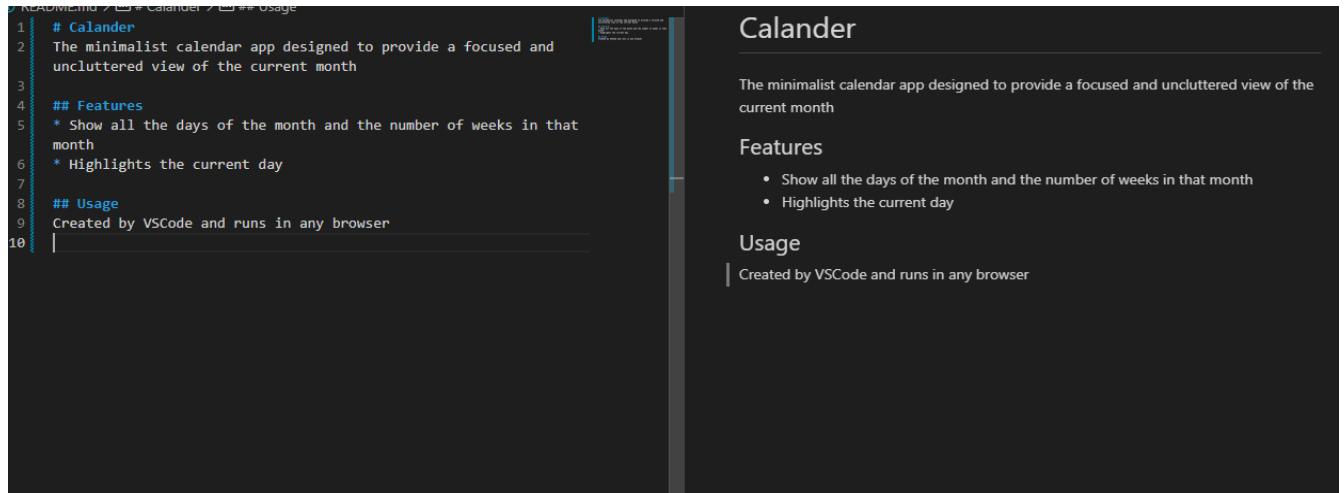 README.md > # Calander > ## Usage
1 # Calander
2 The minimalist calendar app designed to provide a focused and
uncluttered view of the current month
3
4 ## Features
5 * Show all the days of the month and the number of weeks in that
month
6 * Highlights the current day
7
8 ## Usage
9 Created by VSCode and runs in any browser
10
Calander
The minimalist calendar app designed to provide a focused and uncluttered view of the
current month
Features
• Show all the days of the month and the number of weeks in that month
• Highlights the current day
Usage
Created by VSCode and runs in any browser